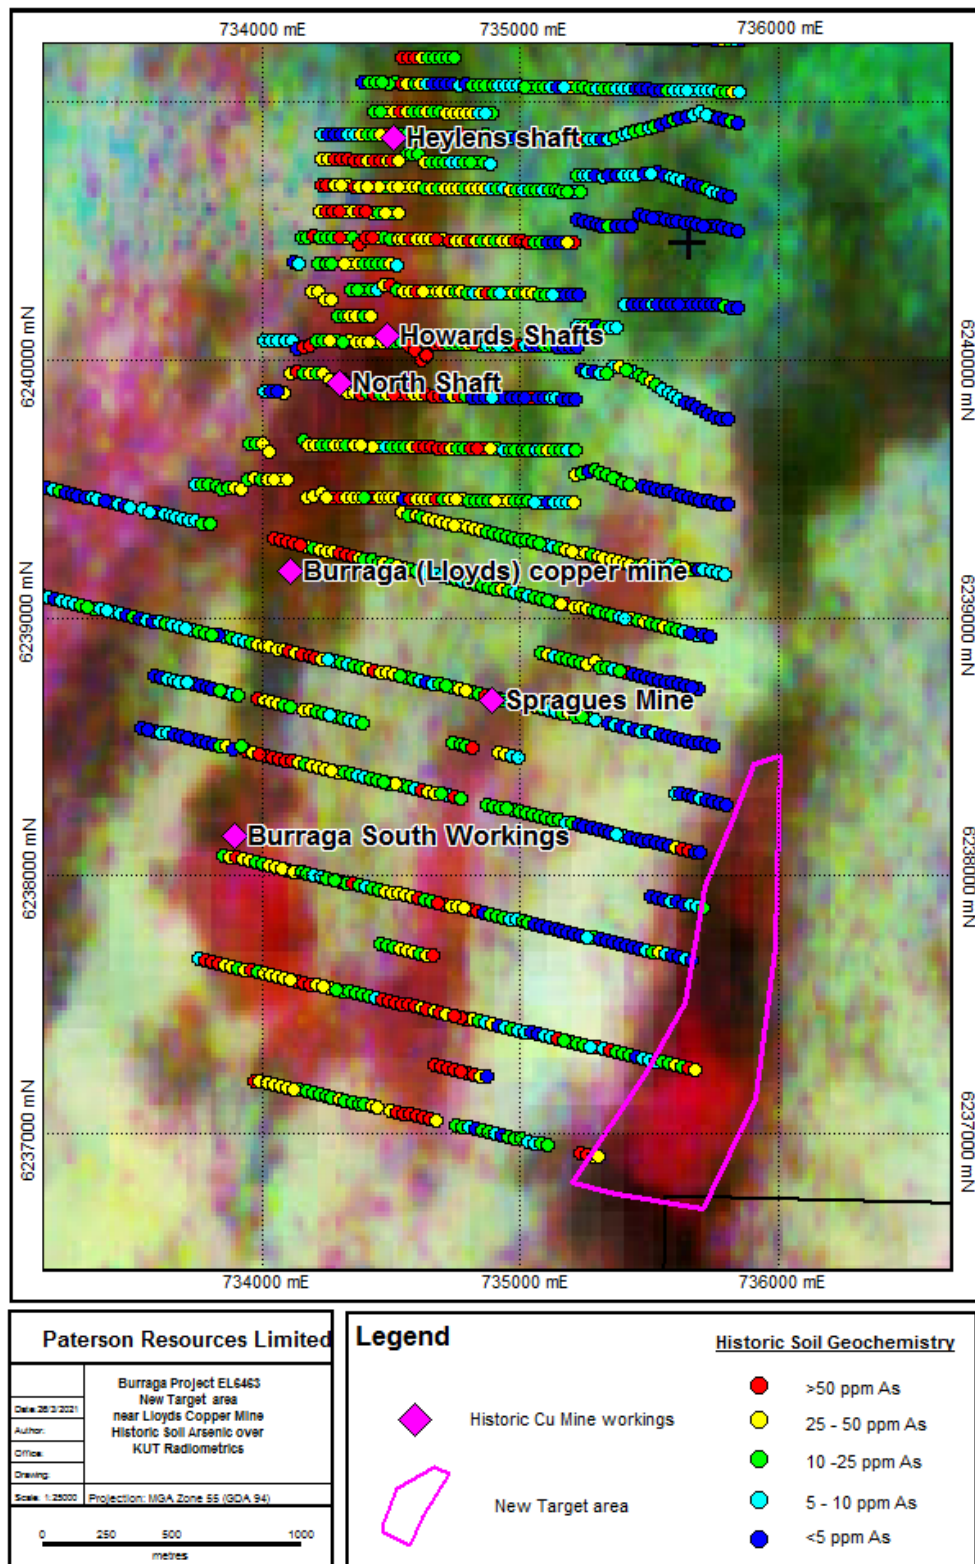 734000 mE 735000 mE 736000 mE
Heylens shaft
6240000 mN
Howards Shafts
6240000 mN
North Shaft
Burraga (Lloyds) copper mine
6239000 mN
6239000 mN
Spragues Mine
Burraga South Workings
6238000 mN
6238000 mN
6237000 mN
6237000 mN
734000 mE 735000 mE 736000 mE
Paterson Resources Limited
Burraga Project EL6463
New Target area
near Lloyds Copper Mine
Historic Soil Arsenic over
KUT Radiometrics
Date: 26/3/2021
Author:
Office:
Drawing:
Scale: 1:25000 Projection: MGA Zone 55 (GDA 94)
0 250 500 1000
metres
Legend
Historic Cu Mine workings
New Target area
Historic Soil Geochemistry
>50 ppm As
25 - 50 ppm As
10 -25 ppm As
5 - 10 ppm As
<5 ppm As